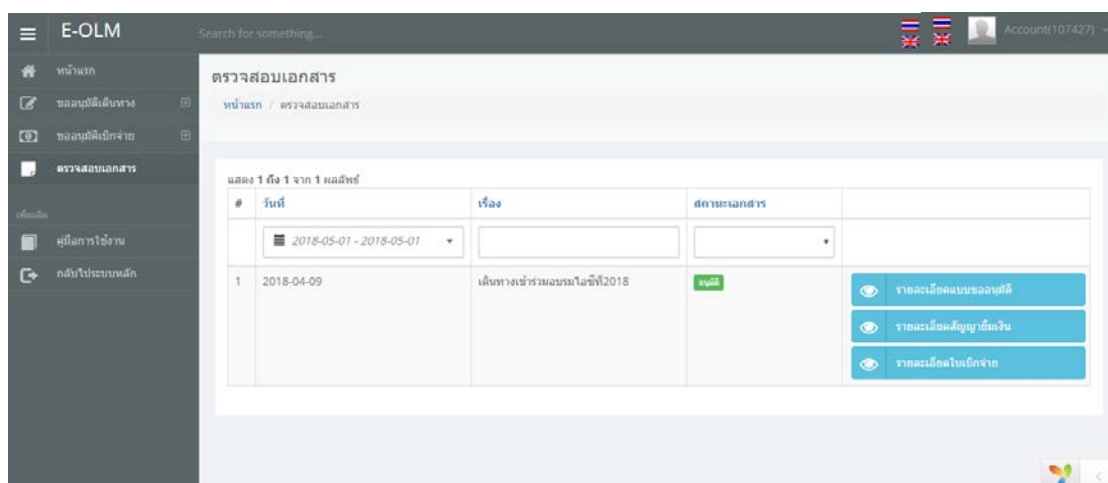 E-OLM
Search for something...
Account(107427)
หน้าแรก
ขออนุมัติเดินทาง
ขออนุมัติเบิกจ่าย
ตรวจสอบเอกสาร
เพิ่มเติม
คู่มือการใช้งาน
กลับไประบบหลัก
ตรวจสอบเอกสาร
หน้าแรก / ตรวจสอบเอกสาร
แสดง 1 ถึง 1 จาก 1 ผลลัพธ์
# วันที่ เรื่อง สถานะเอกสาร
2018-05-01 - 2018-05-01
1 2018-04-09 เดินทางเข้าร่วมอบรมไอซีที2018 อนุมัติ
รายละเอียดแบบขออนุมัติ
รายละเอียดสัญญายืมเงิน
รายละเอียดใบเบิกจ่าย